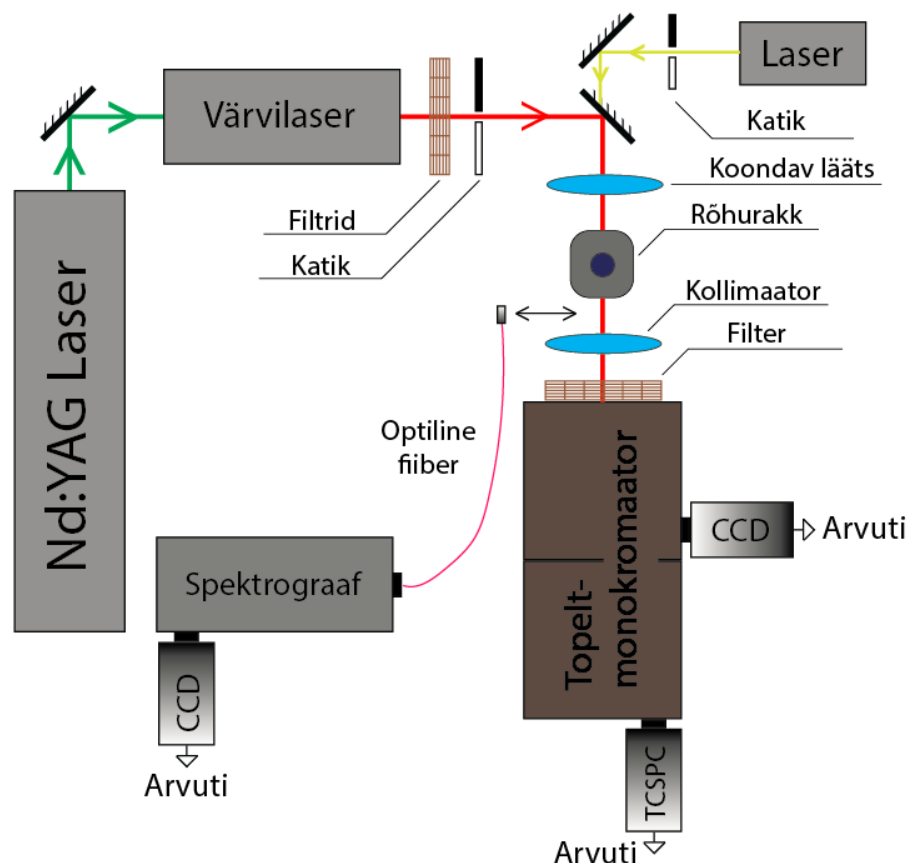 Laser
Värvilaser
Katik
Koondav lääts
Filtrid
Rõhurakk
Katik
Kollimaator
Filter
Nd:YAG Laser
Optiline
fiiber
Topelt-
monokromaator
CCD
Arvuti
Spektrograaf
CCD
Arvuti
TCSPC
Arvuti